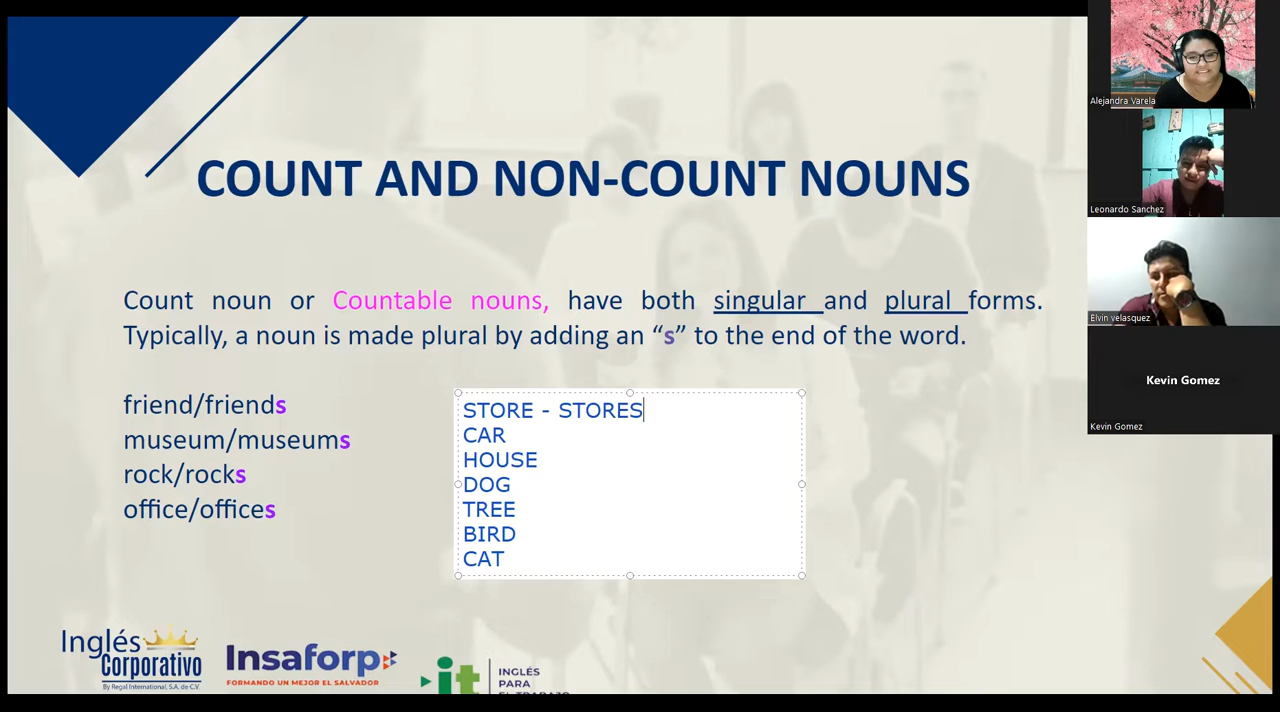 COUNT AND NON-COUNT NOUNS
Count noun or Countable nouns, have both singular and plural forms.
Typically, a noun is made plural by adding an “s” to the end of the word.
friend/friends
museum/museums
rock/rocks
office/offices
STORE - STORES
CAR
HOUSE
DOG
TREE
BIRD
CAT
Inglés
Corporativo
By Regal International, S.A. de C.V.
Insaforp
FORMANDO UN MEJOR EL SALVADOR
it
INGLÉS
PARA
EL TRABAJO
Alejandra Varela
Leonardo Sanchez
Elvin velasquez
Kevin Gomez
Kevin Gomez